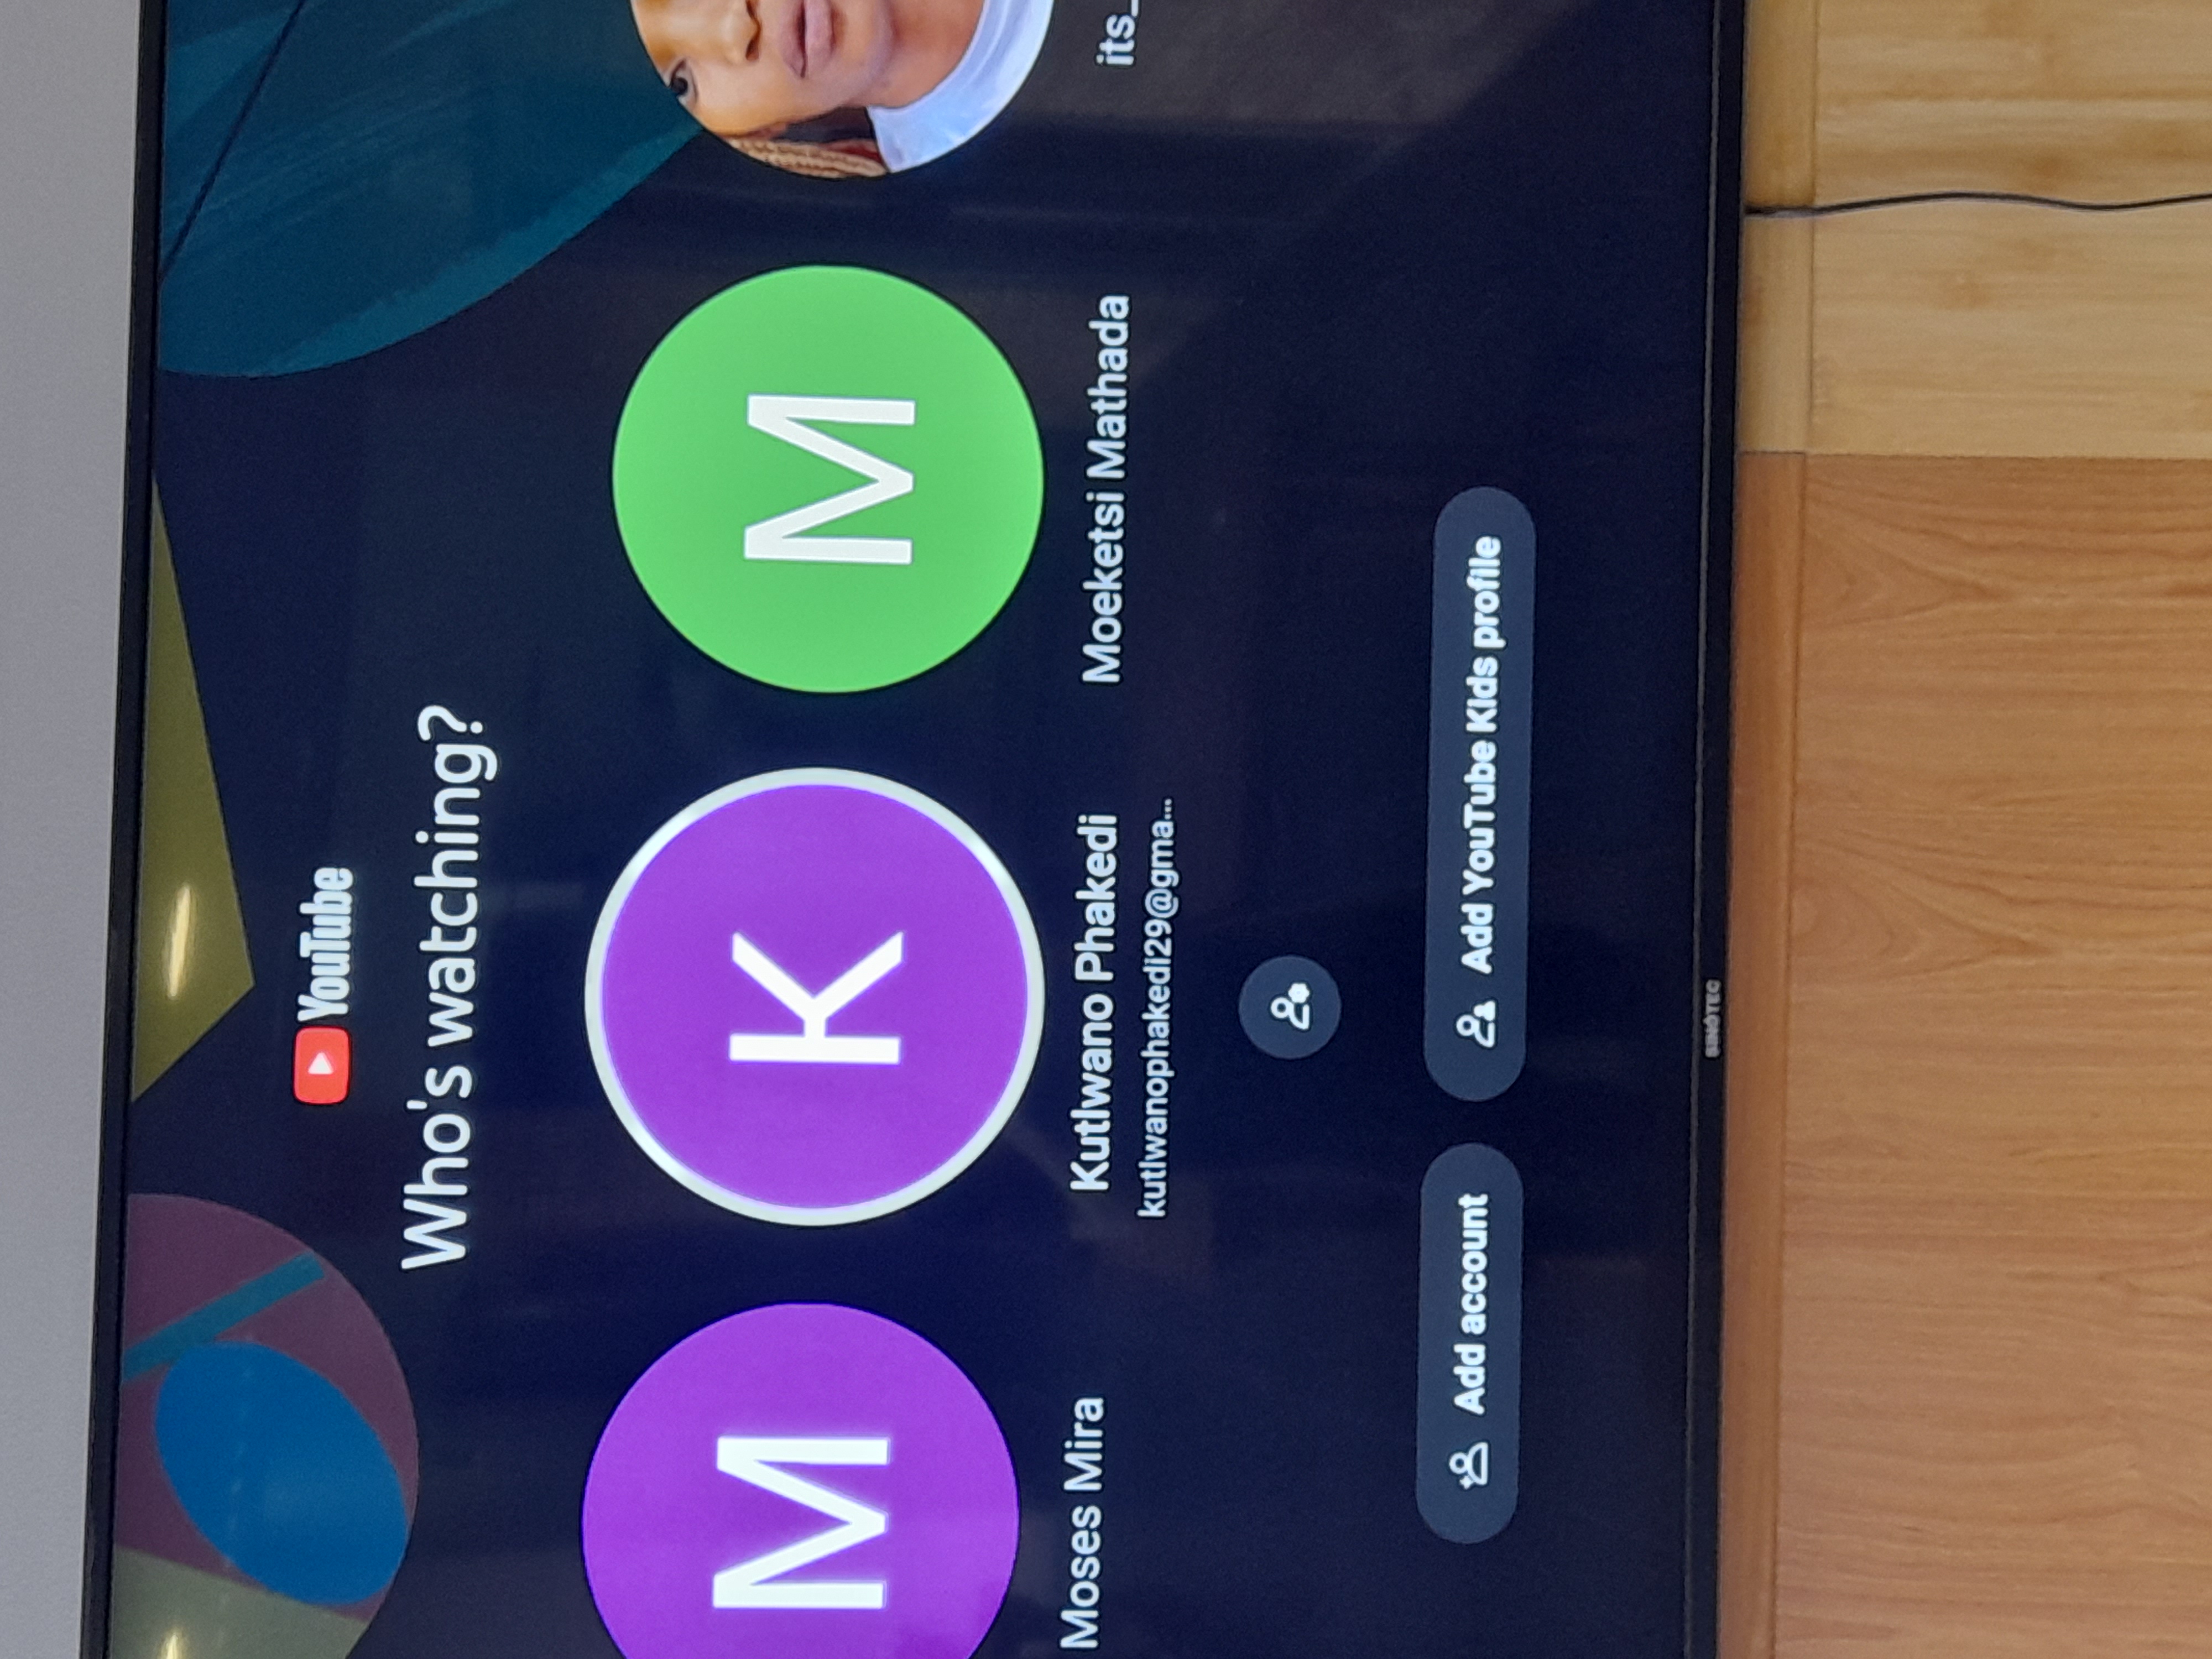 YouTube
Who's watching?
M
K
M
Moses Mira
Kutlwano Phakedi
Moeketsi Mathada
its_
kutlwanophakedi29@gma...
Add account
Add YouTube Kids profile
SINOTEC